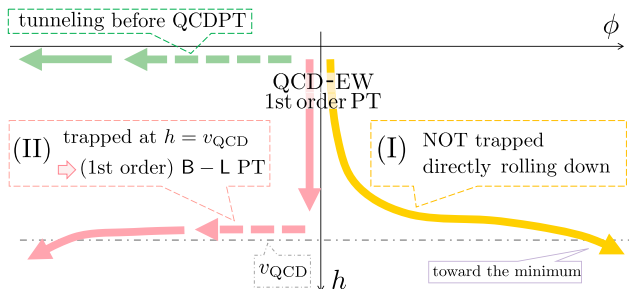 tunneling before QCDPT
ϕ
QCD-EW
1st order PT
(II) trapped at h = v_QCD
⇨ (1st order) B − L PT
(I) NOT trapped
directly rolling down
v_QCD
toward the minimum
h